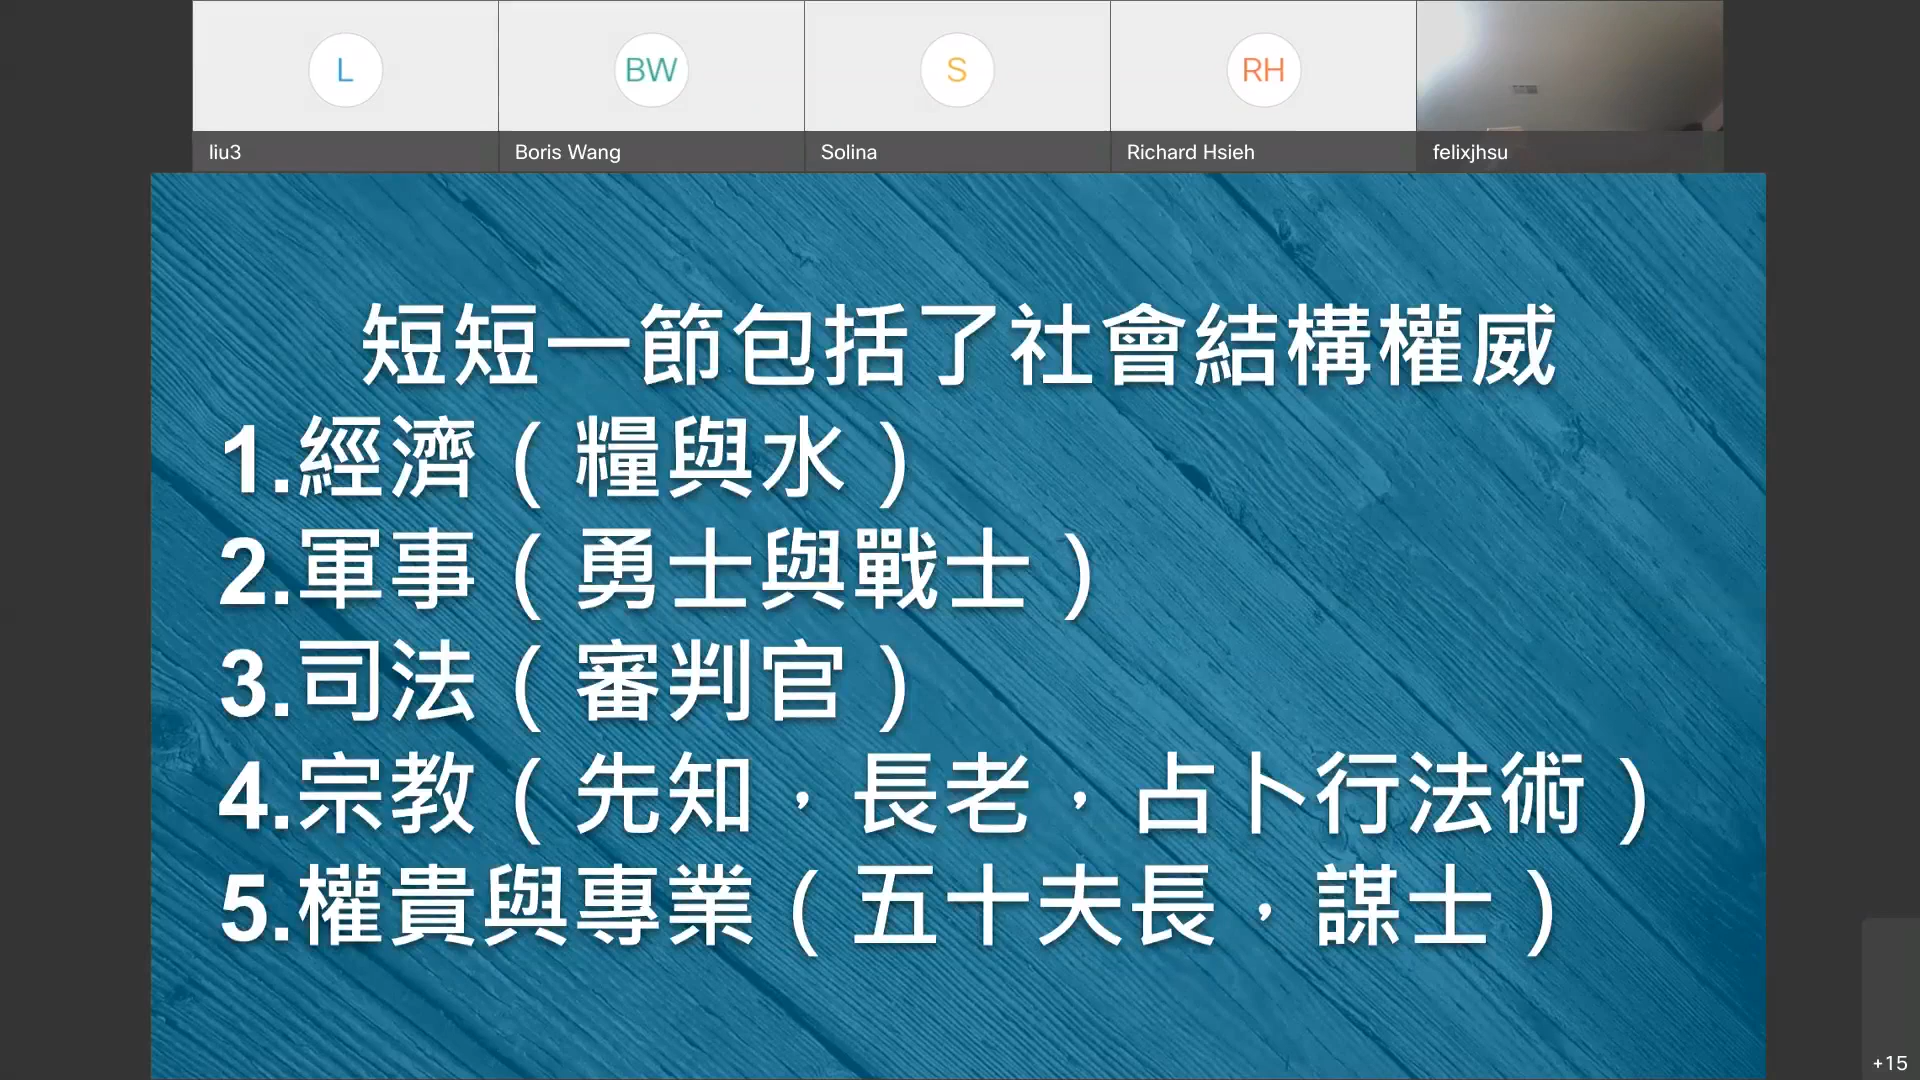 L
BW
S
RH
liu3
Boris Wang
Solina
Richard Hsieh
felixjhsu
短短一節包括了社會結構權威
1.經濟（糧與水）
2.軍事（勇士與戰士）
3.司法（審判官）
4.宗教（先知，長老，占卜行法術）
5.權貴與專業（五十夫長，謀士）
+15